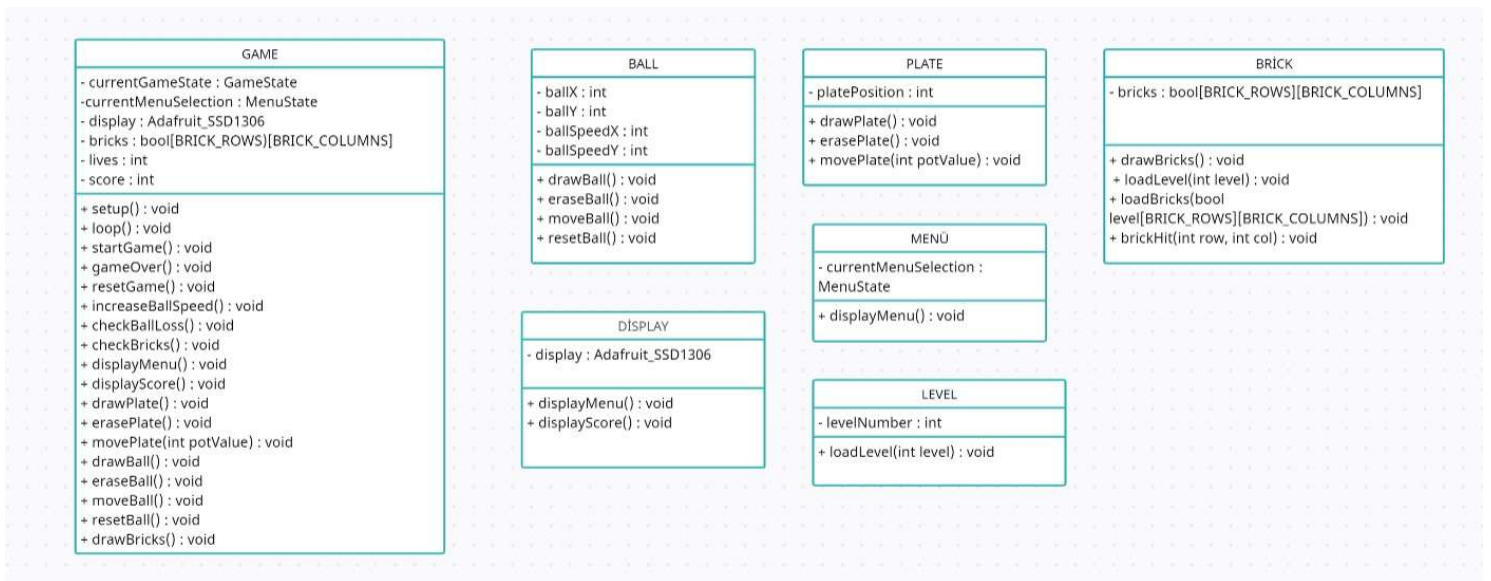 GAME
- currentGameState : GameState
-currentMenuSelection : MenuState
- display : Adafruit_SSD1306
- bricks : bool[BRICK_ROWS)[BRICK_COLUMNS]
- lives : int
- score : int
+ setup() : void
+ loop() : void
+ startGame() : void
+ gameOver() : void
+ resetGame() : void
+ increaseBallSpeed() : void
+ checkBallLoss() : void
+ checkBricks() : void
+ displayMenu() : void
+ displayScore() : void
+ drawPlate() : void
+ erasePlate() : void
+ movePlate(int potValue) : void
+ drawBall() : void
+ eraseBall() : void
+ moveBall() : void
+ resetBall() : void
+ drawBricks() : void
BALL
- ballX : int
- ballY : int
- ballSpeedX : int
- ballSpeedY : int
+ drawBall() : void
+ eraseBall() : void
+ moveBall() : void
+ resetBall() : void
DİSPLAY
- display : Adafruit_SSD1306
+ displayMenu() : void
+ displayScore() : void
PLATE
- platePosition : int
+ drawPlate() : void
+ erasePlate() : void
+ movePlate(int potValue) : void
MENÜ
- currentMenuSelection :
MenuState
+ displayMenu() : void
LEVEL
- levelNumber : int
+ loadLevel(int level) : void
BRİCK
- bricks : bool[BRICK_ROWS][BRICK_COLUMNS]
+ drawBricks() : void
+ loadLevel(int level) : void
+ loadBricks(bool
level[BRICK_ROWS][BRICK_COLUMNS]) : void
+ brickHit(int row, int col) : void